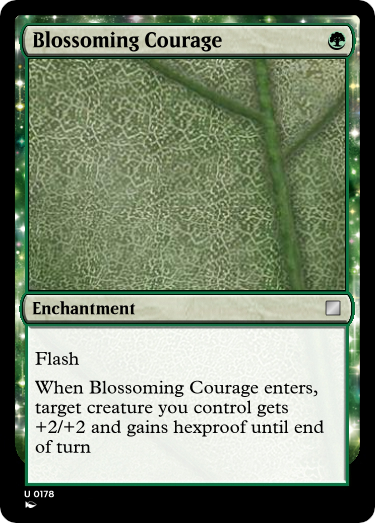 Blossoming Courage
Enchantment
Flash
When Blossoming Courage enters,
target creature you control gets
+2/+2 and gains hexproof until end
of turn
U 0178